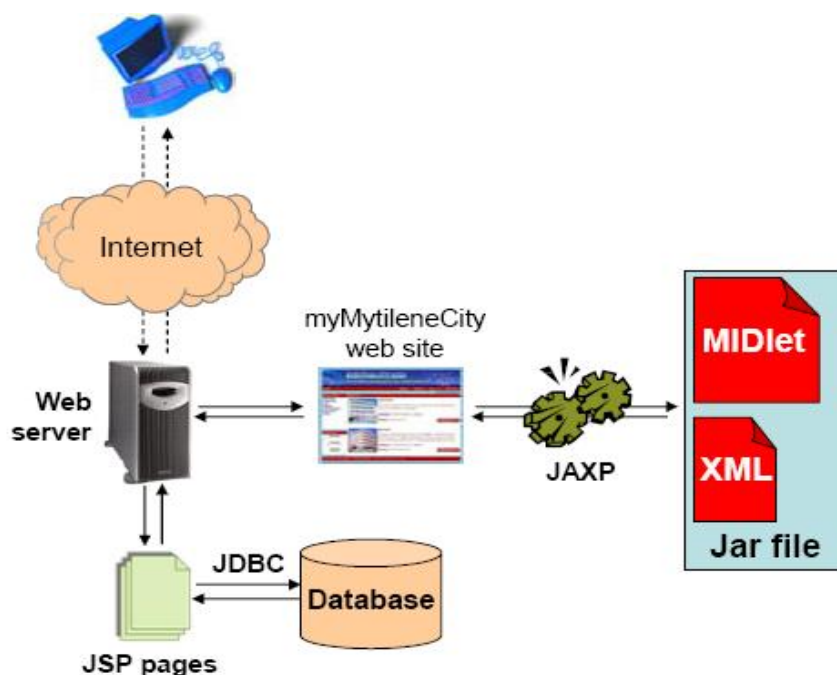 Internet
myMytileneCity
web site
MIDlet
Web
server
JAXP
XML
Jar file
JDBC
Database
JSP pages